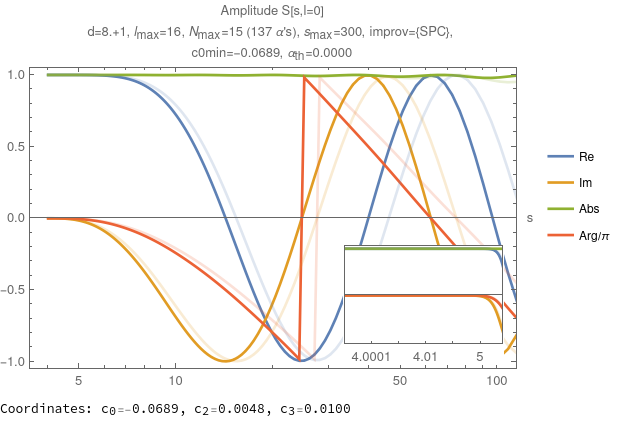 Amplitude S[s,l=0]
d=8.+1, lmax=16, Nmax=15 (137 α's), smax=300, improv={SPC},
c0min=-0.0689, αth=0.0000
1.0
0.5
0.0
-0.5
-1.0
s
Re
Im
Abs
Arg/π
4.0001 4.01 5
5 10 50 100
Coordinates: c0=-0.0689, c2=0.0048, c3=0.0100